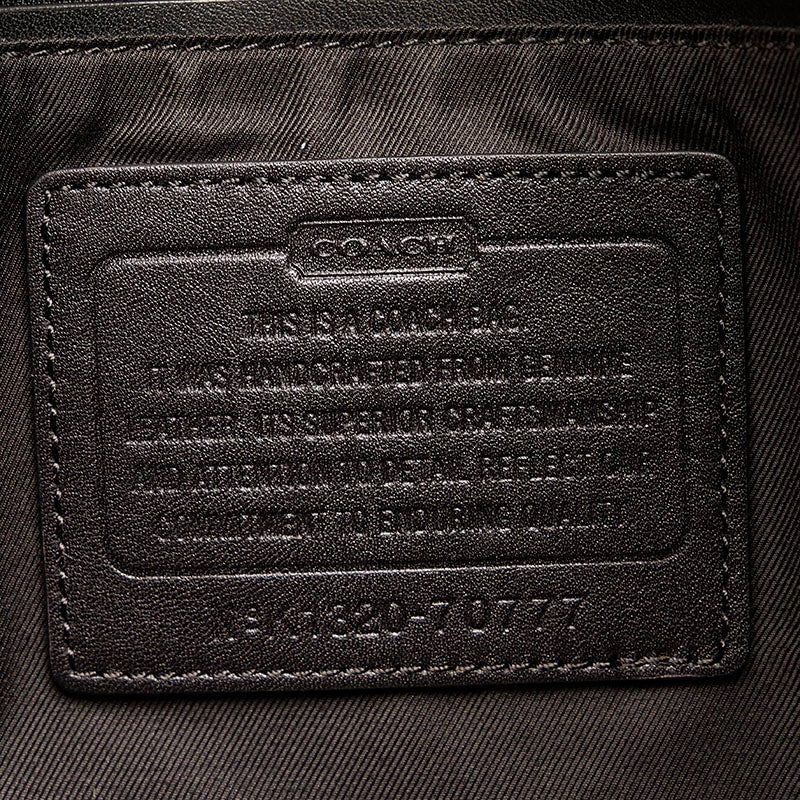 COACH
THIS IS A COACH BAG.
IT WAS HANDCRAFTED FROM GENUINE
LEATHER. ITS SUPERIOR CRAFTSMANSHIP
AND ATTENTION TO DETAIL REFLECT OUR
COMMITMENT TO ENDURING QUALITY.